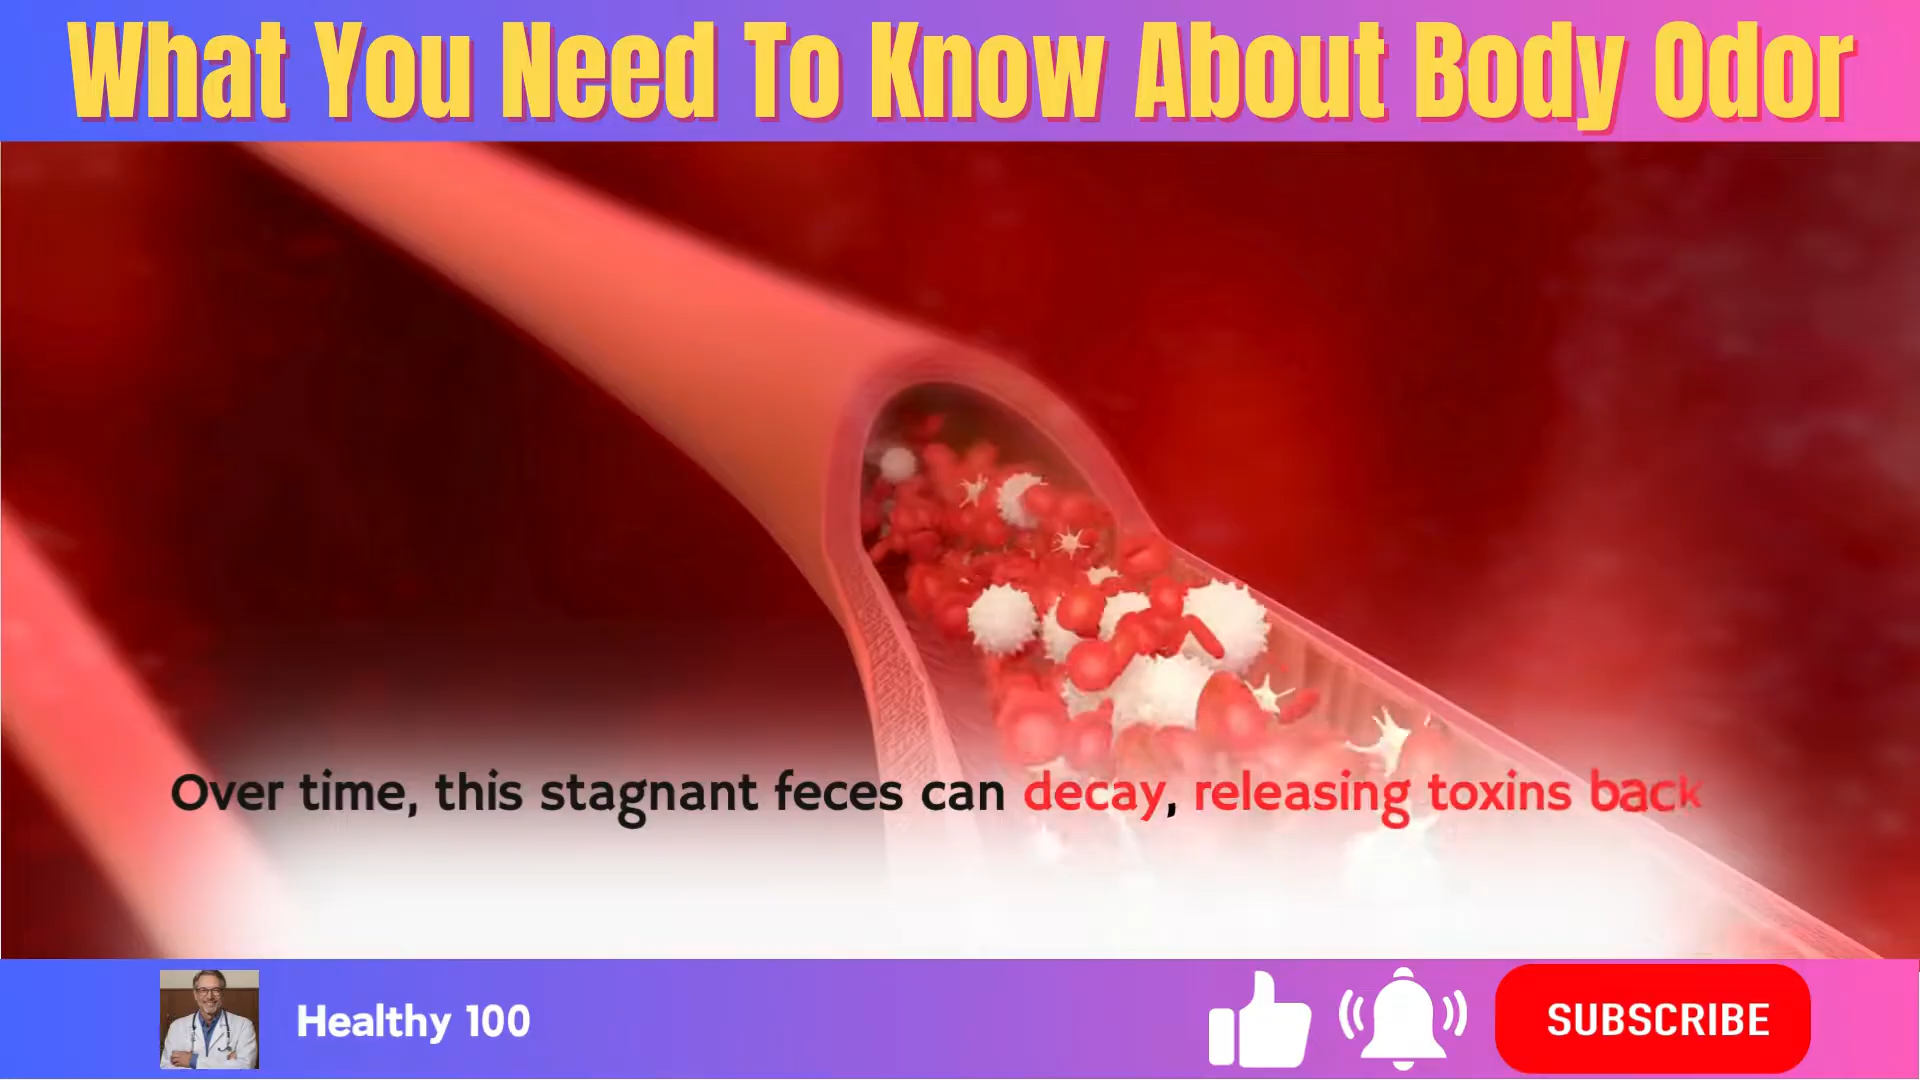 What You Need To Know About Body Odor
Over time, this stagnant feces can decay, releasing toxins back
Healthy 100
SUBSCRIBE